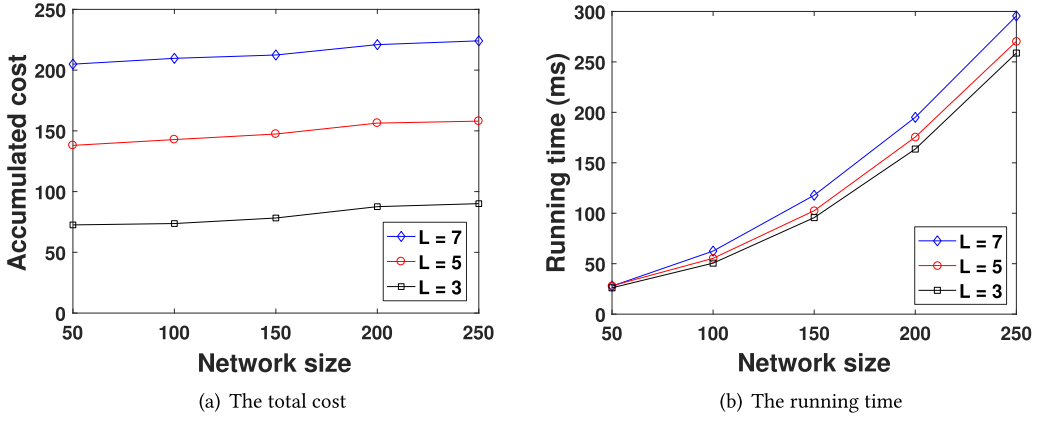 250
200
150
100
50
0
Accumulated cost
L = 7
L = 5
L = 3
50 100 150 200 250
Network size
(a) The total cost
300
250
200
150
100
50
0
Running time (ms)
L = 7
L = 5
L = 3
50 100 150 200 250
Network size
(b) The running time